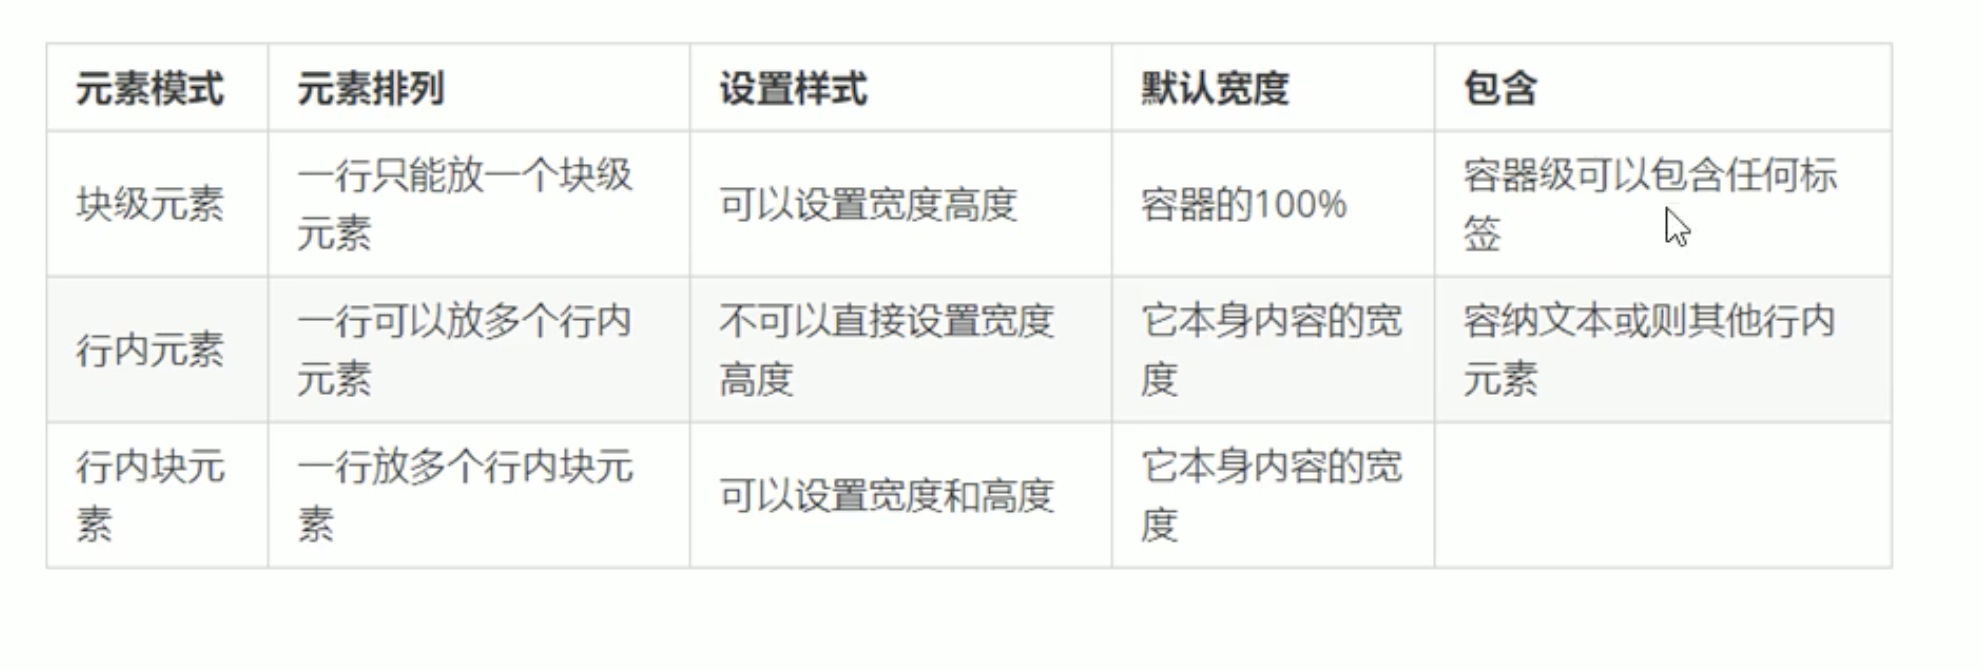 元素模式 元素排列 设置样式 默认宽度 包含
块级元素 一行只能放一个块级
元素 可以设置宽度高度 容器的100% 容器级可以包含任何标
签
行内元素 一行可以放多个行内
元素 不可以直接设置宽度
高度 它本身内容的宽
度 容纳文本或则其他行内
元素
行内块元
素 一行放多个行内块元
素 可以设置宽度和高度 它本身内容的宽
度